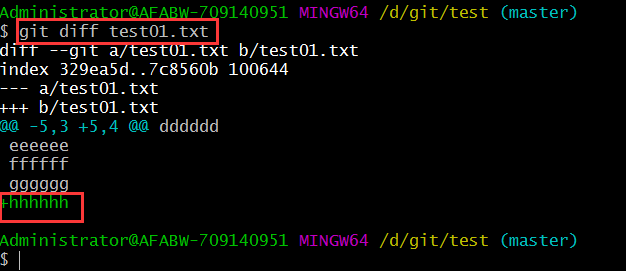 Administrator@AFABW-709140951 MINGW64 /d/git/test (master)
$ git diff test01.txt
diff --git a/test01.txt b/test01.txt
index 329ea5d..7c8560b 100644
--- a/test01.txt
+++ b/test01.txt
@@ -5,3 +5,4 @@ dddddd
 eeeeee
 ffffff
 gggggg
+hhhhhh
Administrator@AFABW-709140951 MINGW64 /d/git/test (master)
$